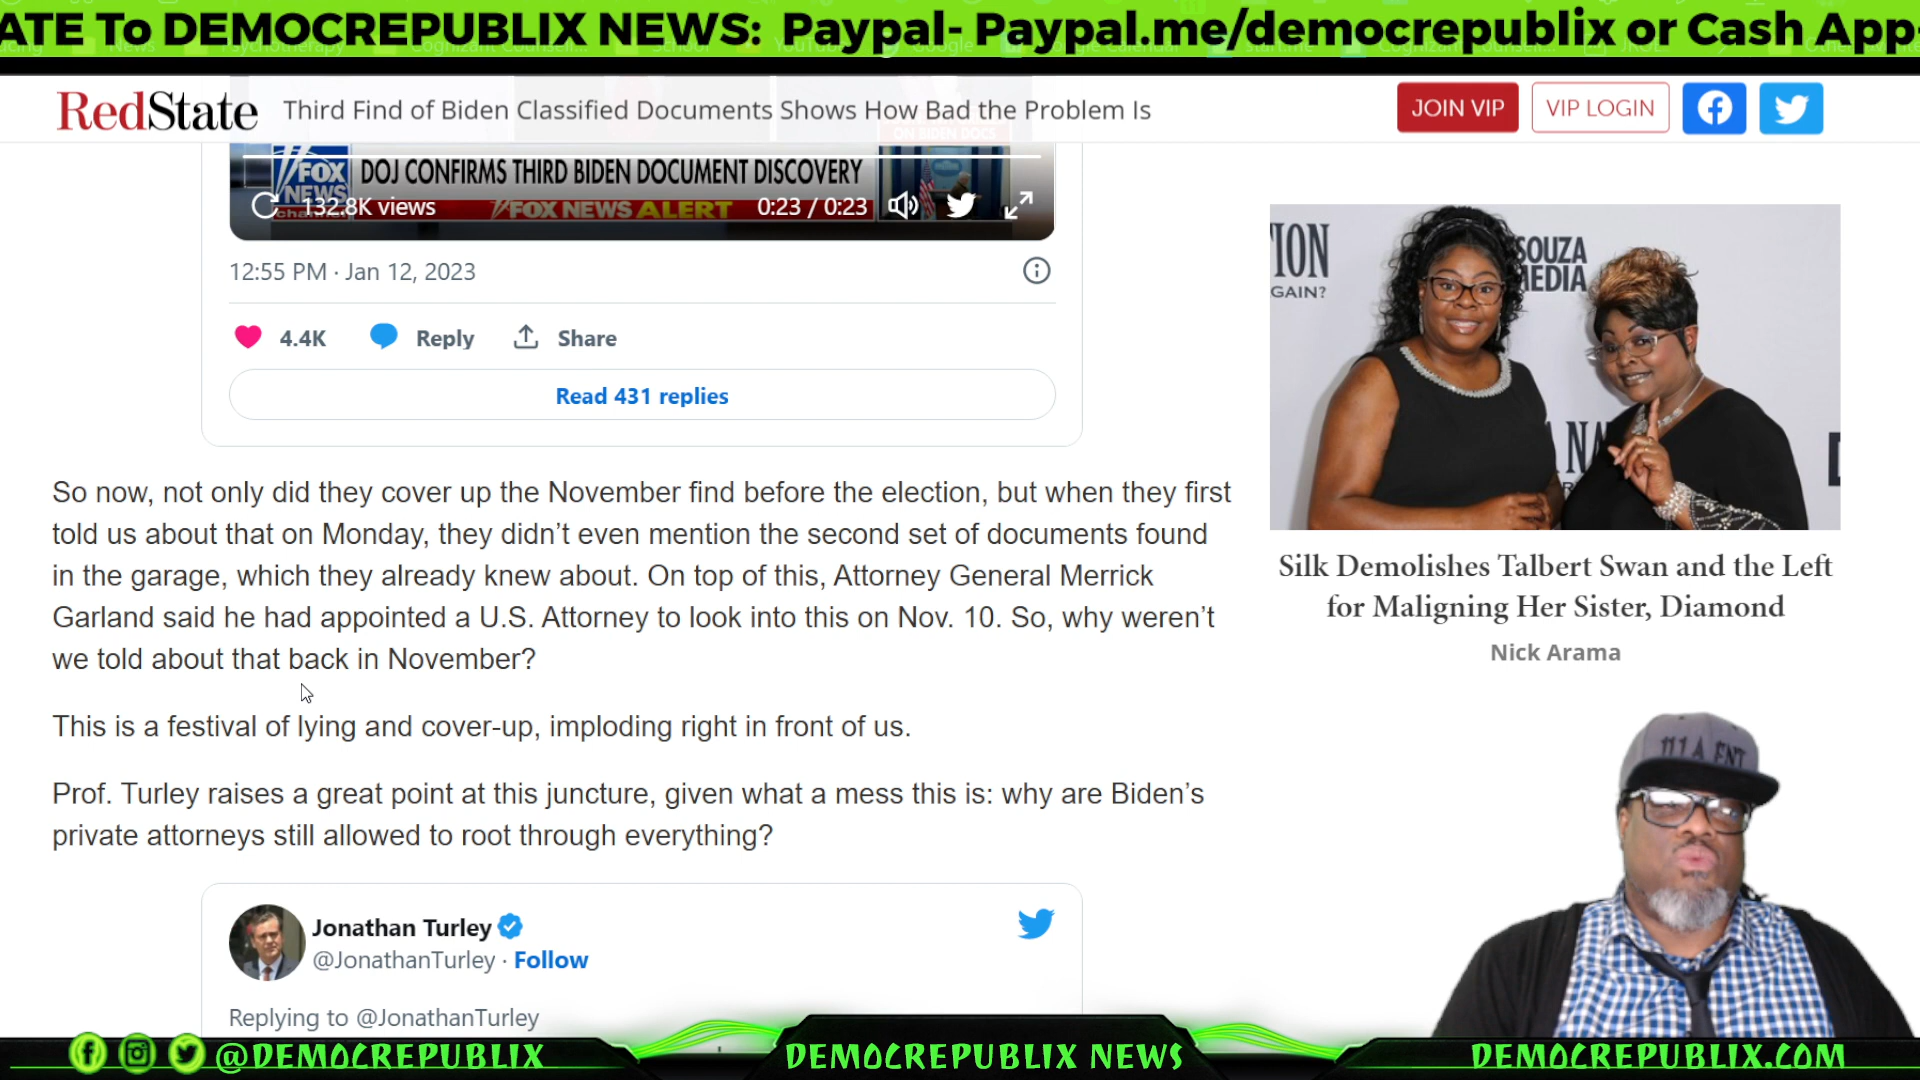 ATE To DEMOCREPUBLIX NEWS: Paypal- Paypal.me/democrepublix or Cash App-
RedState Third Find of Biden Classified Documents Shows How Bad the Problem Is JOIN VIP VIP LOGIN
ON BIDEN DOCS
FOX NEWS channel DOJ CONFIRMS THIRD BIDEN DOCUMENT DISCOVERY
132.8K views FOX NEWS ALERT 0:23 / 0:23
12:55 PM · Jan 12, 2023
4.4K Reply Share
Read 431 replies
So now, not only did they cover up the November find before the election, but when they first
told us about that on Monday, they didn’t even mention the second set of documents found
in the garage, which they already knew about. On top of this, Attorney General Merrick
Garland said he had appointed a U.S. Attorney to look into this on Nov. 10. So, why weren’t
we told about that back in November?
This is a festival of lying and cover-up, imploding right in front of us.
Prof. Turley raises a great point at this juncture, given what a mess this is: why are Biden’s
private attorneys still allowed to root through everything?
Jonathan Turley
@JonathanTurley · Follow
Replying to @JonathanTurley
TION
GAIN?
SOUZA
MEDIA
A NA
Silk Demolishes Talbert Swan and the Left
for Maligning Her Sister, Diamond
Nick Arama
@DEMOCREPUBLIX DEMOCREPUBLIX NEWS DEMOCREPUBLIX.COM